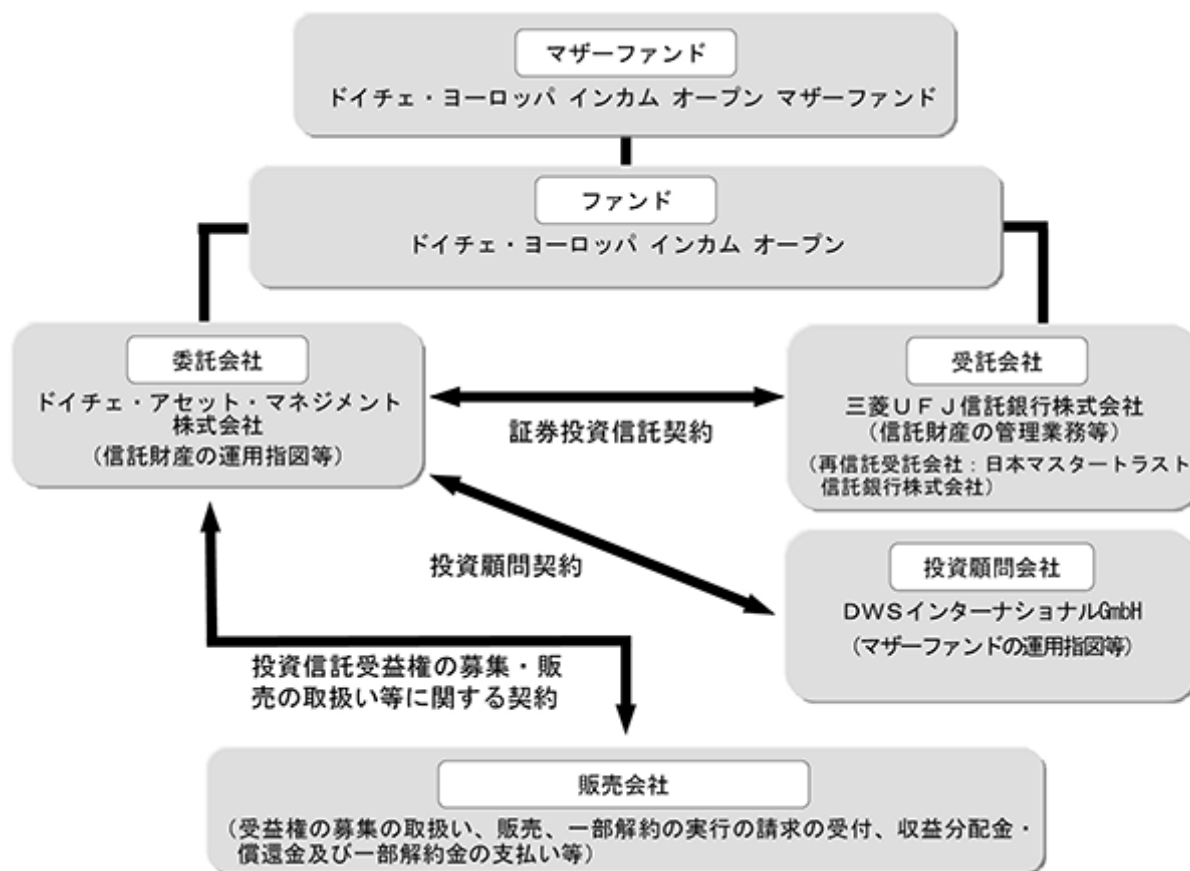 マザーファンド
ドイチェ・ヨーロッパ インカム オープン マザーファンド
ファンド
ドイチェ・ヨーロッパ インカム オープン
委託会社
ドイチェ・アセット・マネジメント
株式会社
(信託財産の運用指図等)
証券投資信託契約
受託会社
三菱UFJ信託銀行株式会社
(信託財産の管理業務等)
(再信託受託会社:日本マスタートラスト
信託銀行株式会社)
投資顧問契約
投資顧問会社
DWSインターナショナルGmbH
(マザーファンドの運用指図等)
投資信託受益権の募集・販
売の取扱い等に関する契約
販売会社
(受益権の募集の取扱い、販売、一部解約の実行の請求の受付、収益分配金・
償還金及び一部解約金の支払い等)